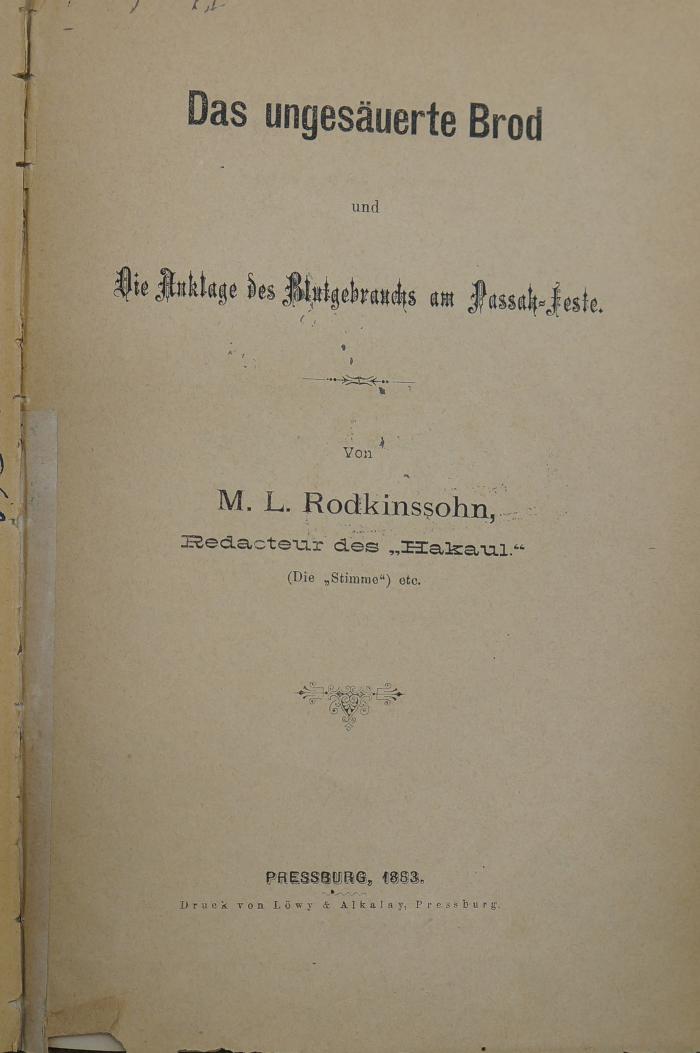 Das ungesäuerte Brod
und
Die Anklage des Blutgebrauchs am Passah-Feste.
Von
M. L. Rodkinssohn,
Redacteur des „Hakaul.“
(Die „Stimme“) etc.
PRESSBURG, 1883.
Druck von Löwy & Alkalay, Pressburg.